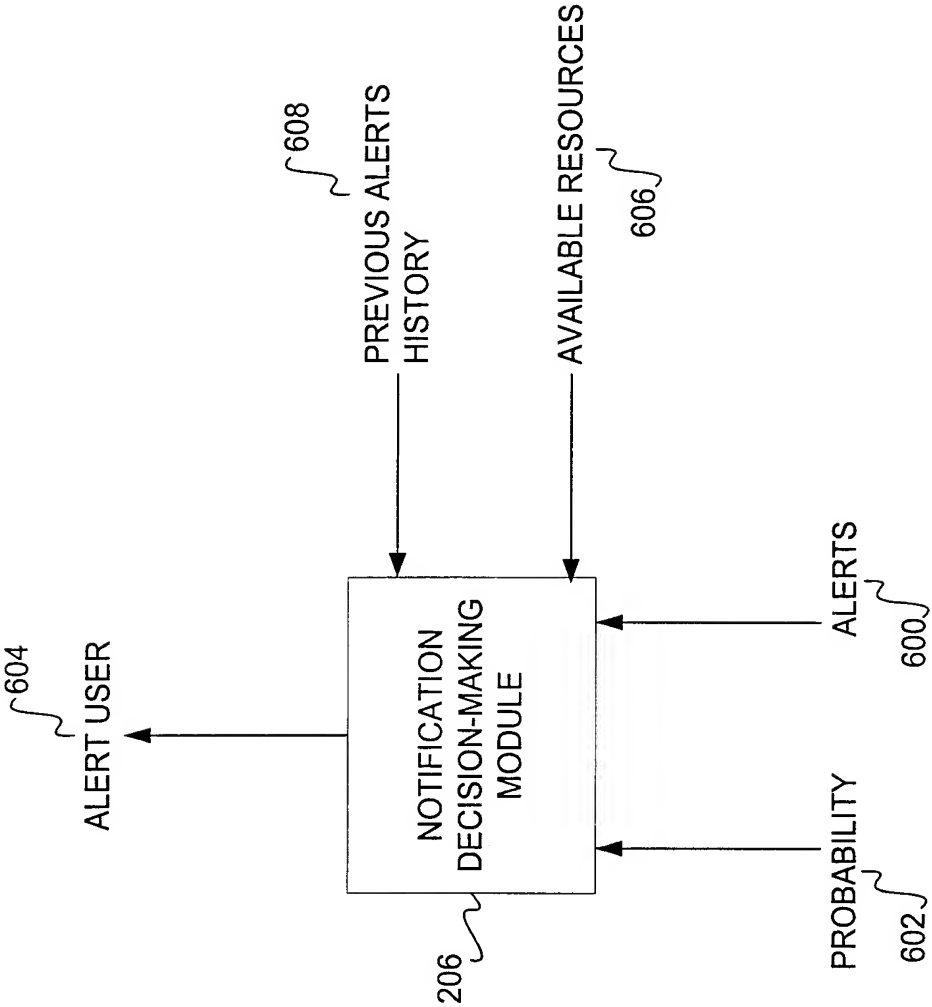 604
ALERT USER
608
PREVIOUS ALERTS
HISTORY
NOTIFICATION
DECISION-MAKING
MODULE
206
AVAILABLE RESOURCES
606
PROBABILITY
602
ALERTS
600